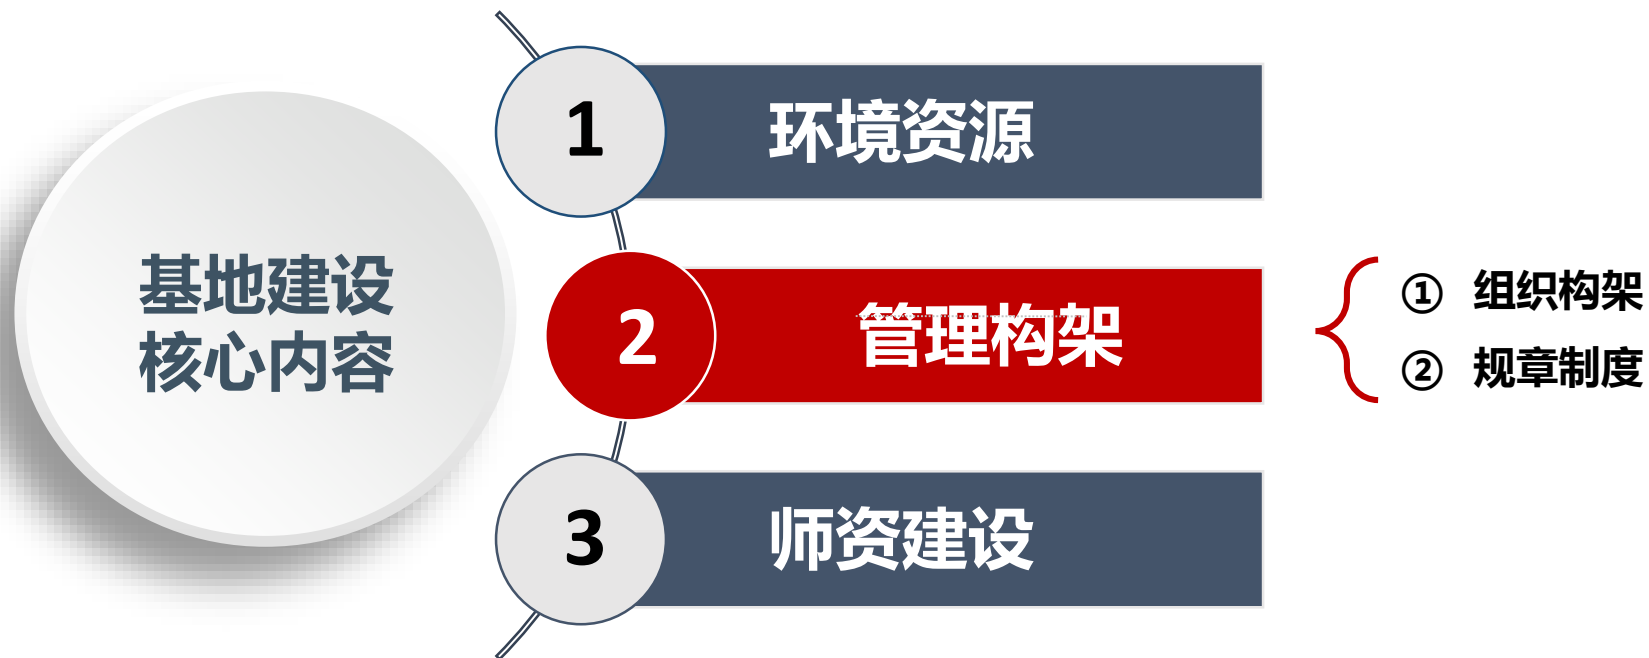 基地建设
核心内容
1 环境资源
2 管理构架
① 组织构架
② 规章制度
3 师资建设